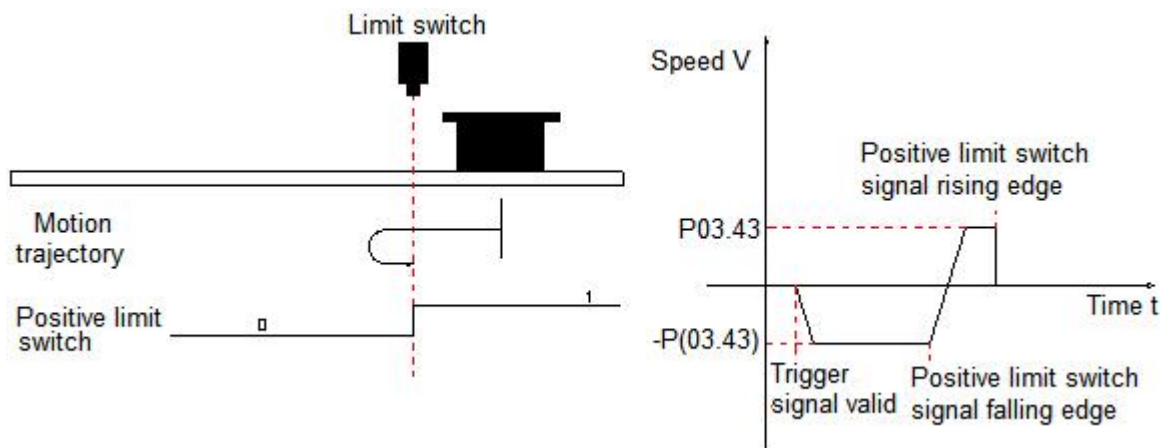 Limit switch
Motion
trajectory
Positive limit
switch
0
1
Speed V
Positive limit switch
signal rising edge
P03.43
Time t
-P(03.43)
Trigger
signal valid
Positive limit switch
signal falling edge